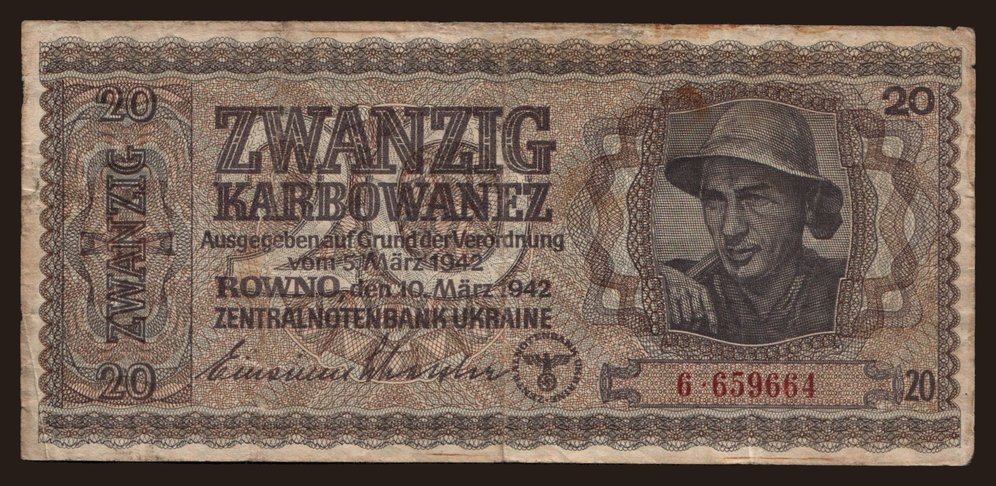 20
20
ZWANZIG
ZWANZIG
KARBOWANEZ
Ausgegeben auf Grund der Verordnung
vom 5. März 1942
ROWNO, den 10. März 1942
ZENTRALNOTENBANK UKRAINE
6·659664
20
20